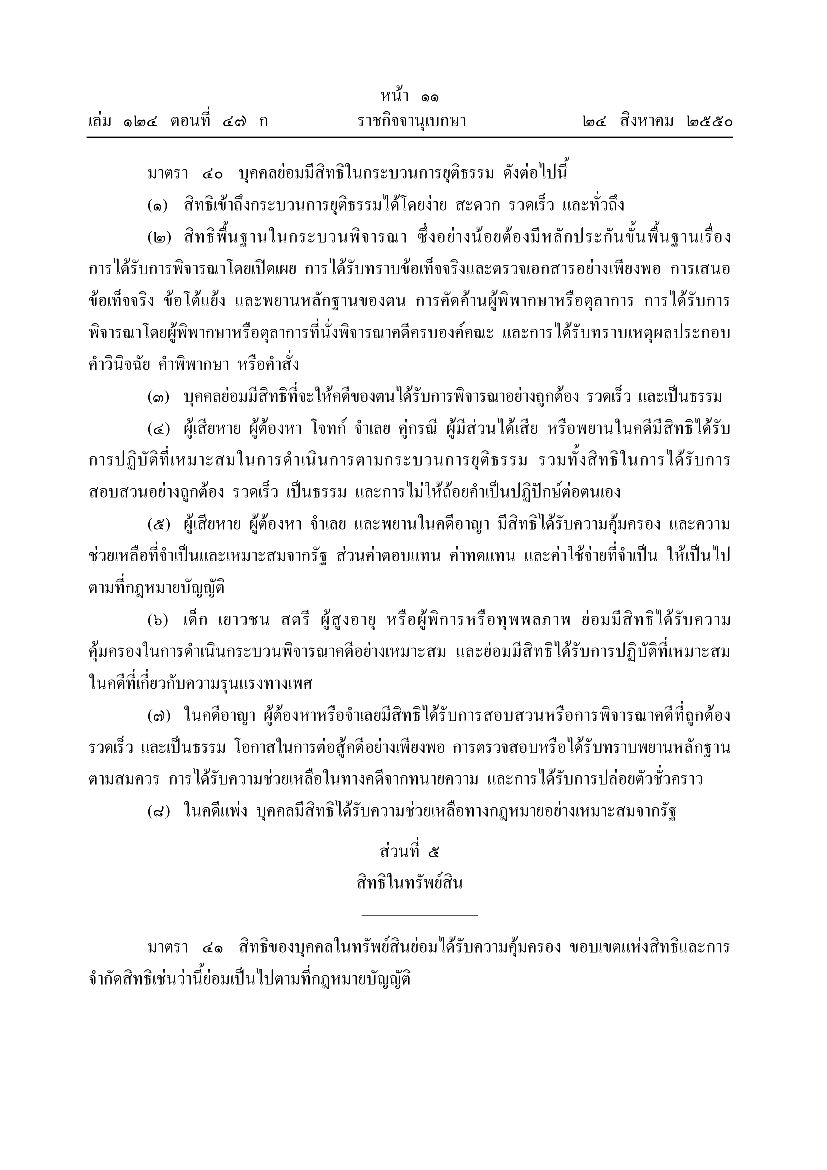 หน้า ๑๑
เล่ม ๑๒๔ ตอนที่ ๔๗ ก ราชกิจจานุเบกษา ๒๔ สิงหาคม ๒๕๕๐
มาตรา ๔๐ บุคคลย่อมมีสิทธิในกระบวนการยุติธรรม ดังต่อไปนี้
(๑) สิทธิเข้าถึงกระบวนการยุติธรรมได้โดยง่าย สะดวก รวดเร็ว และทั่วถึง
(๒) สิทธิพื้นฐานในกระบวนพิจารณา ซึ่งอย่างน้อยต้องมีหลักประกันขั้นพื้นฐานเรื่อง
การได้รับการพิจารณาโดยเปิดเผย การได้รับทราบข้อเท็จจริงและตรวจเอกสารอย่างเพียงพอ การเสนอ
ข้อเท็จจริง ข้อโต้แย้ง และพยานหลักฐานของตน การคัดค้านผู้พิพากษาหรือตุลาการ การได้รับการ
พิจารณาโดยผู้พิพากษาหรือตุลาการที่นั่งพิจารณาคดีครบองค์คณะ และการได้รับทราบเหตุผลประกอบ
คำวินิจฉัย คำพิพากษา หรือคำสั่ง
(๓) บุคคลย่อมมีสิทธิที่จะให้คดีของตนได้รับการพิจารณาอย่างถูกต้อง รวดเร็ว และเป็นธรรม
(๔) ผู้เสียหาย ผู้ต้องหา โจทก์ จำเลย คู่กรณี ผู้มีส่วนได้เสีย หรือพยานในคดีมีสิทธิได้รับ
การปฏิบัติที่เหมาะสมในการดำเนินการตามกระบวนการยุติธรรม รวมทั้งสิทธิในการได้รับการ
สอบสวนอย่างถูกต้อง รวดเร็ว เป็นธรรม และการไม่ให้ถ้อยคำเป็นปฏิปักษ์ต่อตนเอง
(๕) ผู้เสียหาย ผู้ต้องหา จำเลย และพยานในคดีอาญา มีสิทธิได้รับความคุ้มครอง และความ
ช่วยเหลือที่จำเป็นและเหมาะสมจากรัฐ ส่วนค่าตอบแทน ค่าทดแทน และค่าใช้จ่ายที่จำเป็น ให้เป็นไป
ตามที่กฎหมายบัญญัติ
(๖) เด็ก เยาวชน สตรี ผู้สูงอายุ หรือผู้พิการหรือทุพพลภาพ ย่อมมีสิทธิได้รับความ
คุ้มครองในการดำเนินกระบวนพิจารณาคดีอย่างเหมาะสม และย่อมมีสิทธิได้รับการปฏิบัติที่เหมาะสม
ในคดีที่เกี่ยวกับความรุนแรงทางเพศ
(๗) ในคดีอาญา ผู้ต้องหาหรือจำเลยมีสิทธิได้รับการสอบสวนหรือการพิจารณาคดีที่ถูกต้อง
รวดเร็ว และเป็นธรรม โอกาสในการต่อสู้คดีอย่างเพียงพอ การตรวจสอบหรือได้รับทราบพยานหลักฐาน
ตามสมควร การได้รับความช่วยเหลือในทางคดีจากทนายความ และการได้รับการปล่อยตัวชั่วคราว
(๘) ในคดีแพ่ง บุคคลมีสิทธิได้รับความช่วยเหลือทางกฎหมายอย่างเหมาะสมจากรัฐ
ส่วนที่ ๕
สิทธิในทรัพย์สิน
มาตรา ๔๑ สิทธิของบุคคลในทรัพย์สินย่อมได้รับความคุ้มครอง ขอบเขตแห่งสิทธิและการ
จำกัดสิทธิเช่นว่านี้ย่อมเป็นไปตามที่กฎหมายบัญญัติ